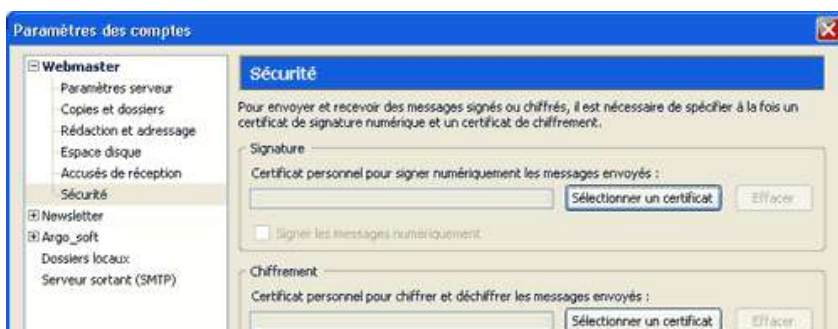 Paramètres des comptes
Webmaster
Paramètres serveur
Copies et dossiers
Rédaction et adressage
Espace disque
Accusés de réception
Sécurité
Newsletter
Argo_soft
Dossiers locaux
Serveur sortant (SMTP)
Sécurité
Pour envoyer et recevoir des messages signés ou chiffrés, il est nécessaire de spécifier à la fois un
certificat de signature numérique et un certificat de chiffrement.
Signature
Certificat personnel pour signer numériquement les messages envoyés :
Sélectionner un certificat
Effacer
Signer les messages numériquement
Chiffrement
Certificat personnel pour chiffrer et déchiffrer les messages envoyés :
Sélectionner un certificat
Effacer